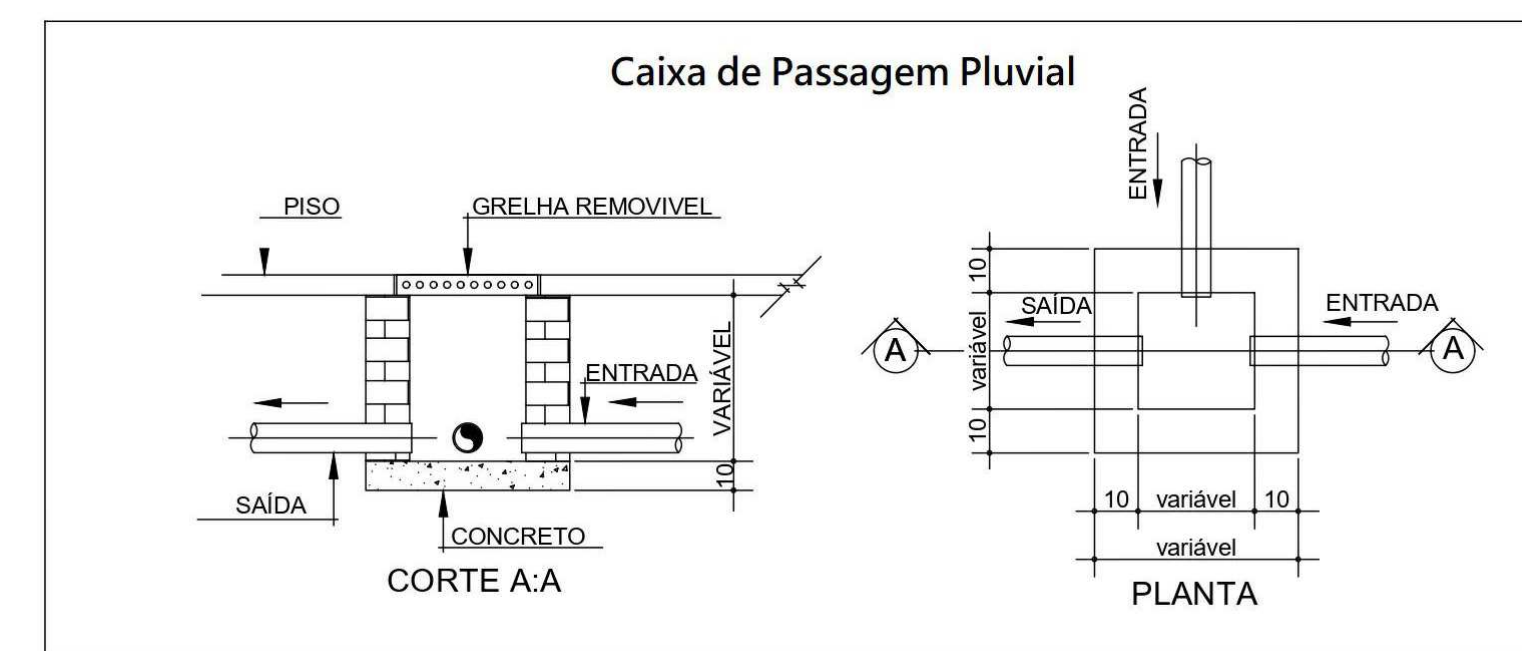 Caixa de Passagem Pluvial
PISO
GRELHA REMOVIVEL
ENTRADA
VARIÁVEL
10
SAÍDA
CONCRETO
CORTE A:A
ENTRADA
10
variável
10
SAÍDA
ENTRADA
A
A
10
variável
10
variável
PLANTA